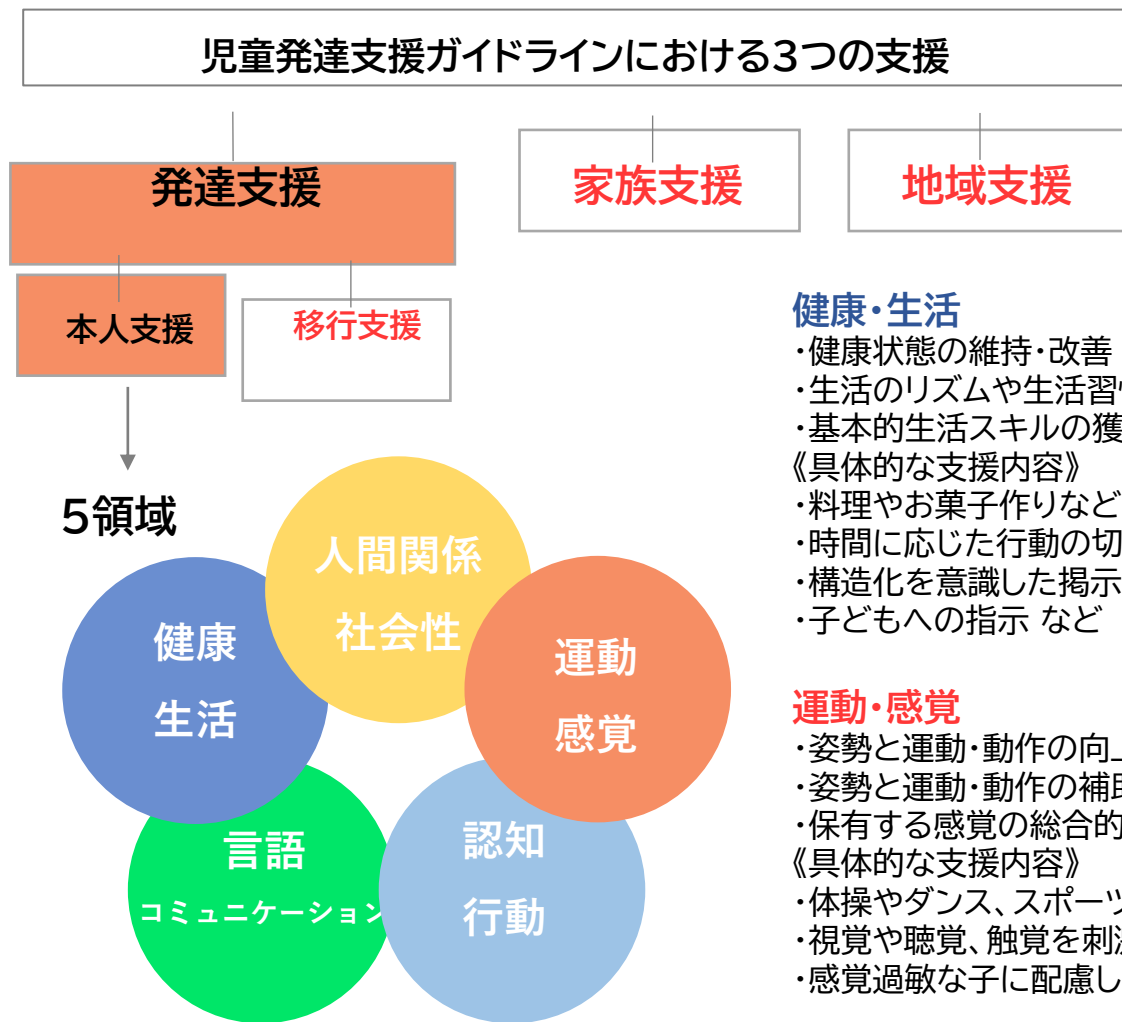 児童発達支援ガイドラインにおける3つの支援
発達支援
家族支援
地域支援
本人支援
移行支援
5領域
人間関係
社会性
健康
生活
運動
感覚
言語
コミュニケーション
認知
行動
健康・生活
・健康状態の維持・改善
・生活のリズムや生活習
・基本的生活スキルの獲
《具体的な支援内容》
・料理やお菓子作りなど
・時間に応じた行動の切
・構造化を意識した掲示
・子どもへの指示 など
運動・感覚
・姿勢と運動・動作の向
・姿勢と運動・動作の補
・保有する感覚の総合的
《具体的な支援内容》
・体操やダンス、スポーツ
・視覚や聴覚、触覚を刺
・感覚過敏な子に配慮し